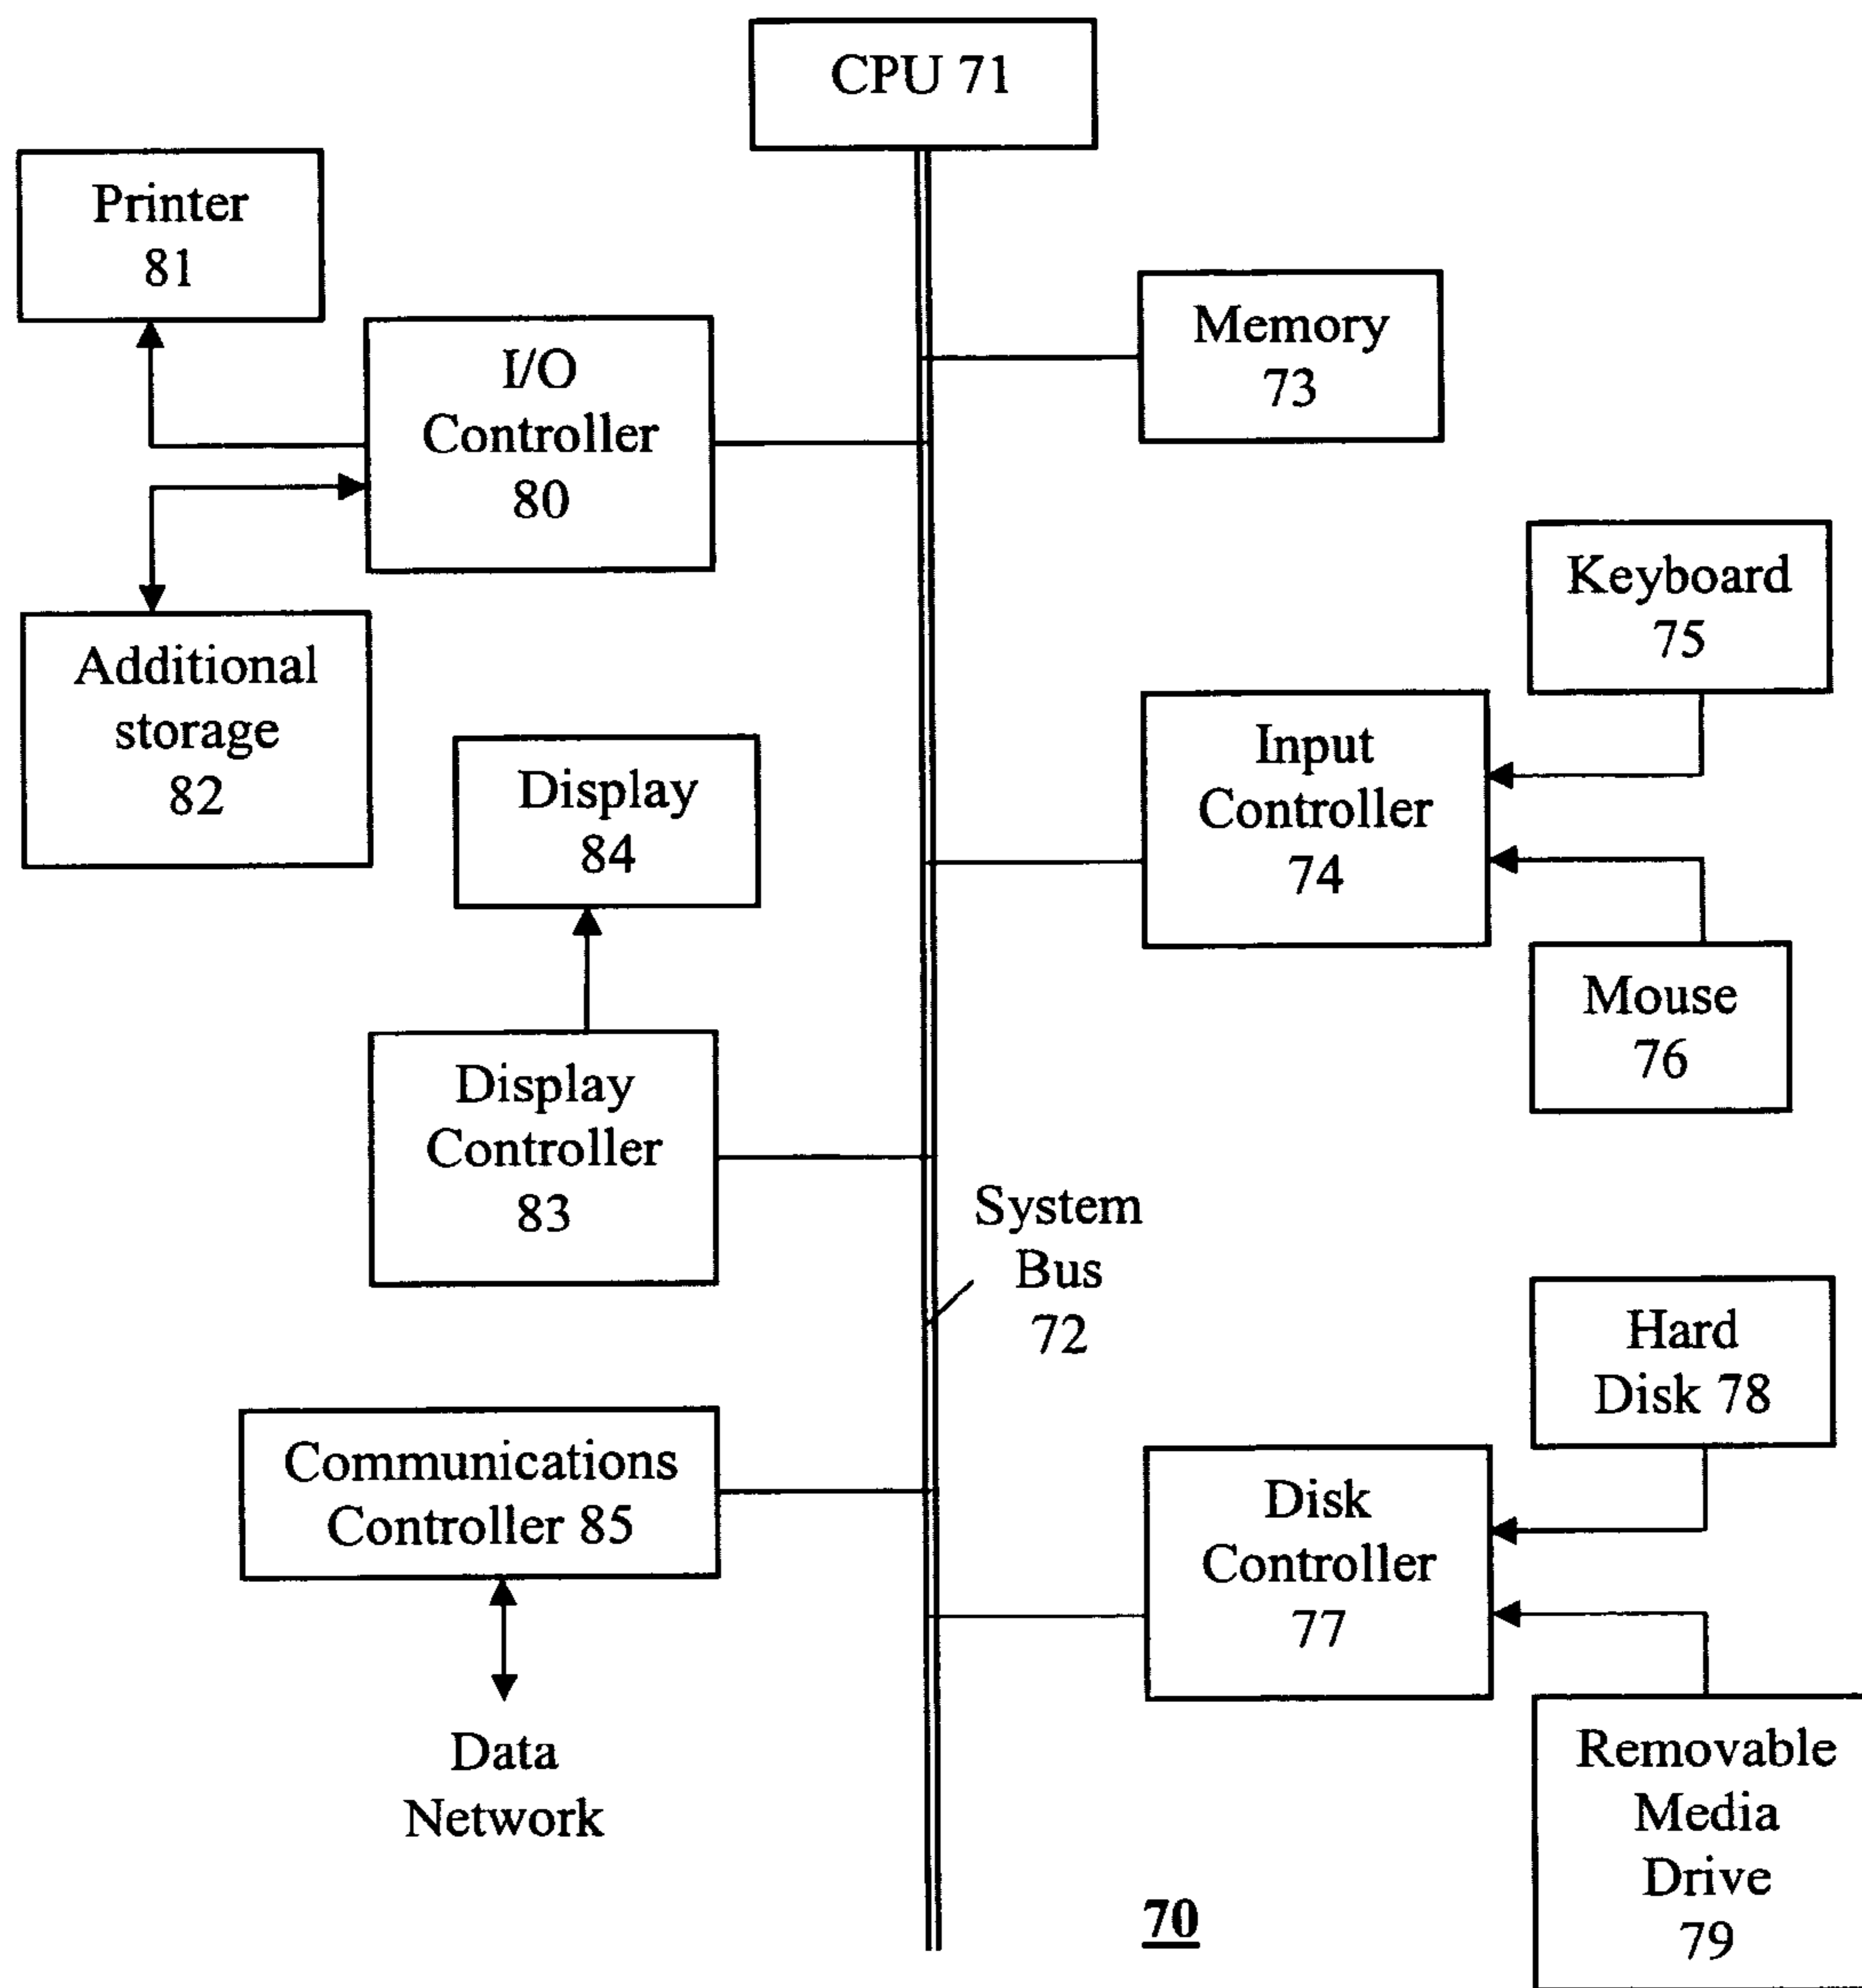 CPU 71
Printer
81
I/O
Controller
80
Memory
73
Additional
storage
82
Keyboard
75
Display
84
Input
Controller
74
Mouse
76
Display
Controller
83
System
Bus
72
Hard
Disk 78
Communications
Controller 85
Disk
Controller
77
Data
Network
Removable
Media
Drive
79
70